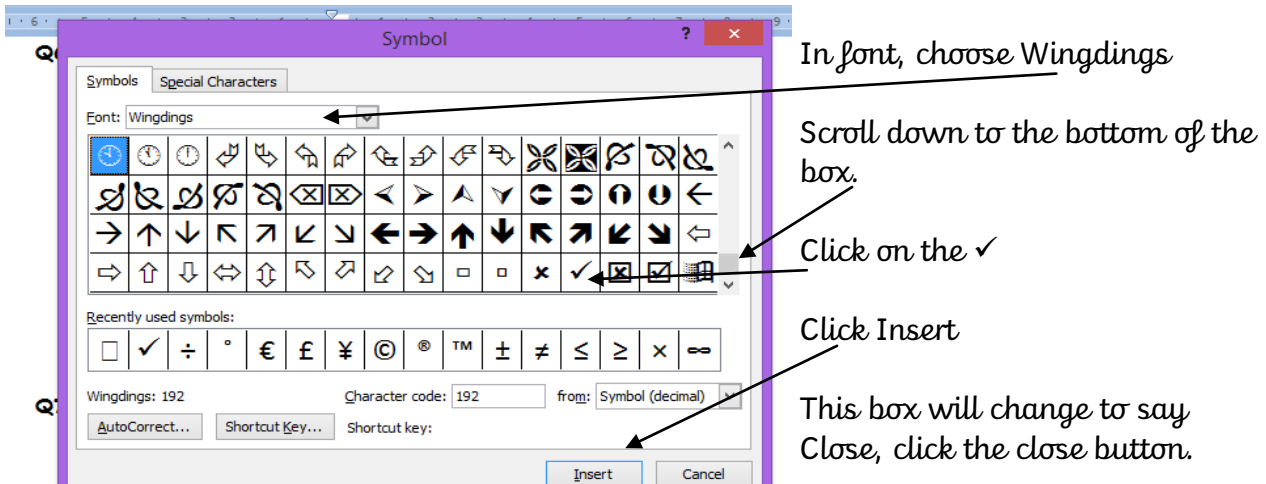 Q6
Symbol
? ×
In font, choose Wingdings
Symbols Special Characters
Font: Wingdings
Scroll down to the bottom of the
box.
Click on the ✓
Recently used symbols:
✓ ÷ ° € £ ¥ © ® ™ ± ≠ ≤ ≥ × ∞
Click Insert
Wingdings: 192 Character code: 192 from: Symbol (decimal)
AutoCorrect... Shortcut Key... Shortcut key:
This box will change to say
Close, click the close button.
Insert Cancel